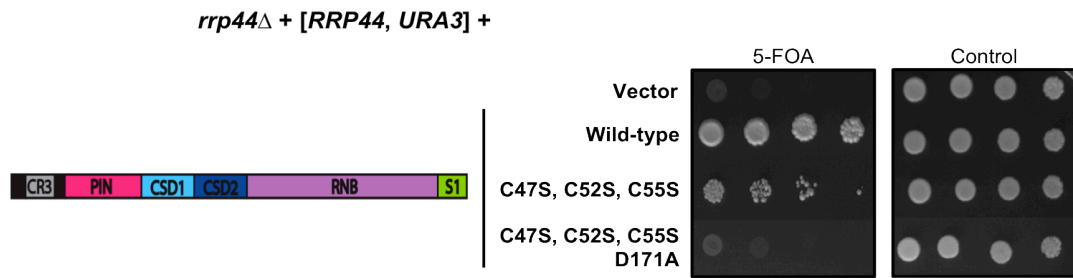 rrp44Δ + [RRP44, URA3] +
5-FOA
Control
Vector
Wild-type
CR3 PIN CSD1 CSD2 RNB S1
C47S, C52S, C55S
C47S, C52S, C55S
D171A